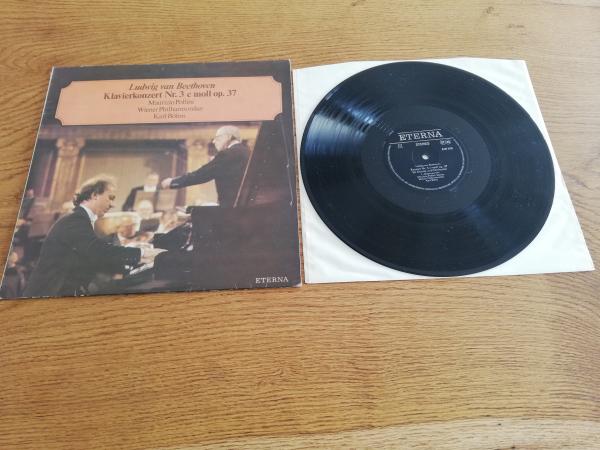 Ludwig van Beethoven
Klavierkonzert Nr. 3 c moll op. 37
Maurizio Pollini
Wiener Philharmoniker
Karl Böhm
ETERNA
ETERNA
STEREO